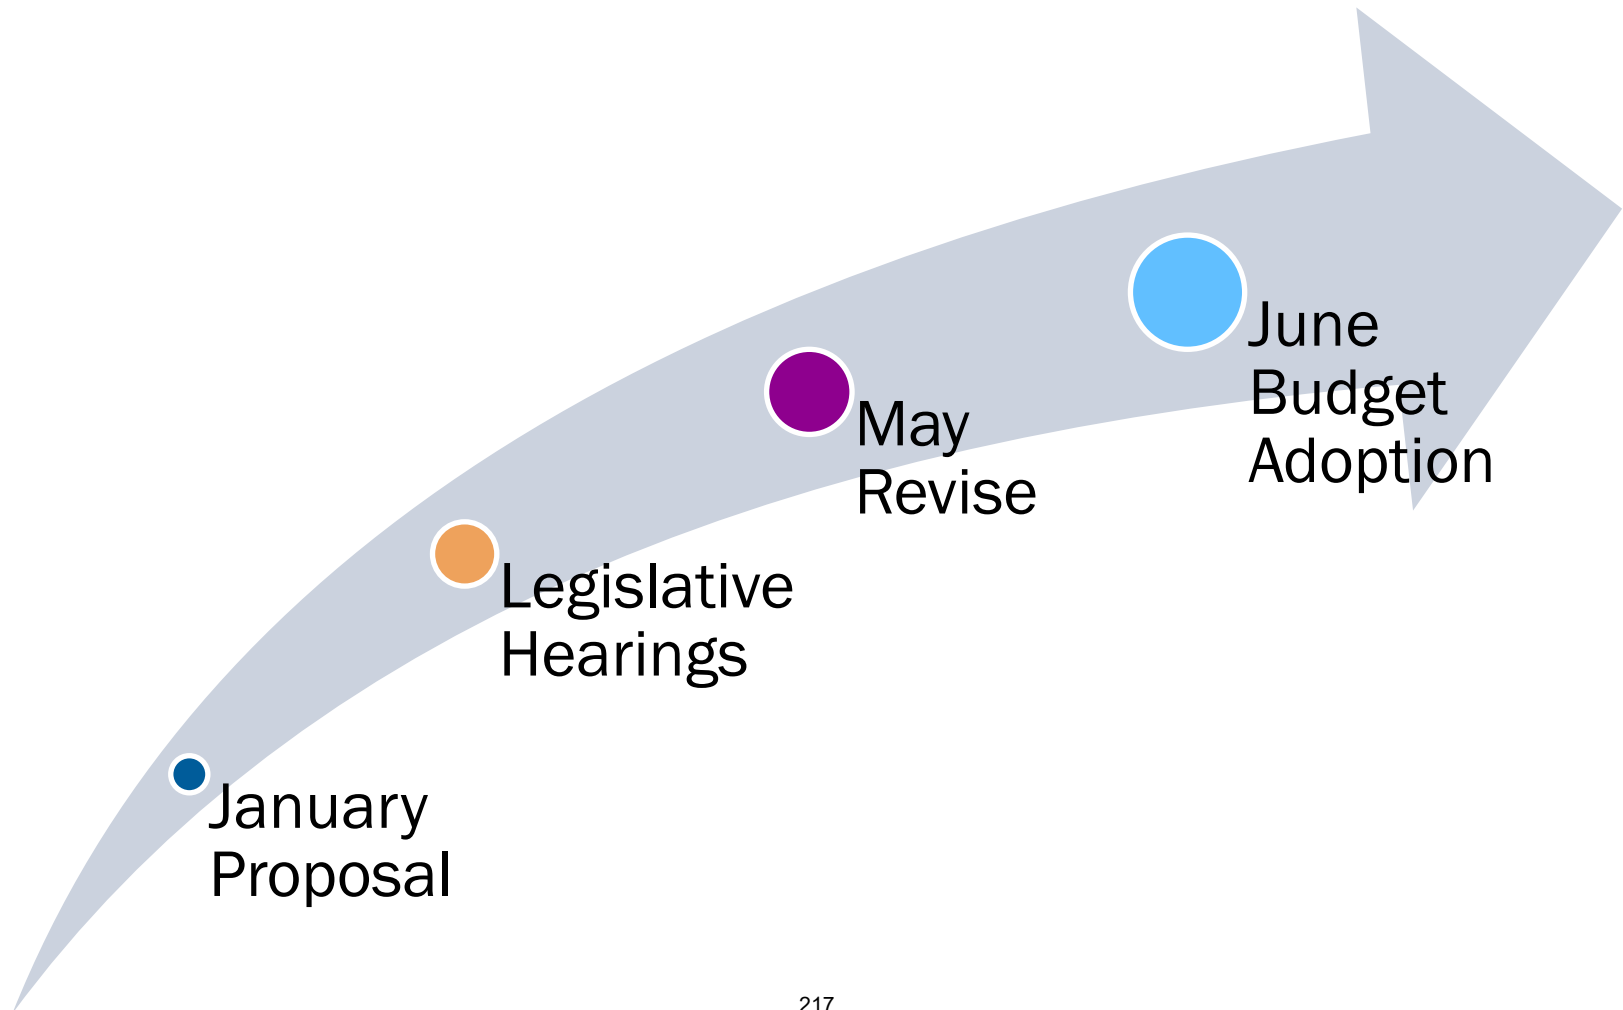 January
Proposal
Legislative
Hearings
May
Revise
June
Budget
Adoption
217